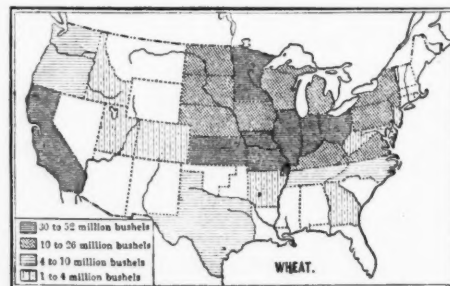 30 to 52 million bushels
10 to 26 million bushels
4 to 10 million bushels
1 to 4 million bushels
WHEAT.